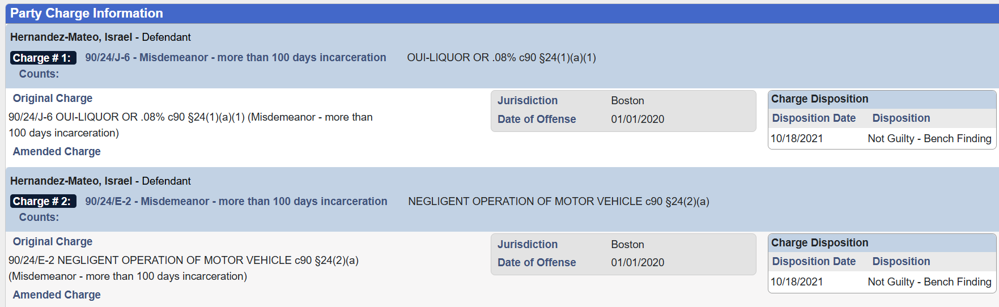 Party Charge Information
Hernandez-Mateo, Israel - Defendant
Charge # 1: 90/24/J-6 - Misdemeanor - more than 100 days incarceration OUI-LIQUOR OR .08% c90 §24(1)(a)(1)
Counts:
Original Charge
90/24/J-6 OUI-LIQUOR OR .08% c90 §24(1)(a)(1) (Misdemeanor - more than
100 days incarceration)
Amended Charge
Jurisdiction Boston
Date of Offense 01/01/2020
Charge Disposition
Disposition Date Disposition
10/18/2021 Not Guilty - Bench Finding
Hernandez-Mateo, Israel - Defendant
Charge # 2: 90/24/E-2 - Misdemeanor - more than 100 days incarceration NEGLIGENT OPERATION OF MOTOR VEHICLE c90 §24(2)(a)
Counts:
Original Charge
90/24/E-2 NEGLIGENT OPERATION OF MOTOR VEHICLE c90 §24(2)(a)
(Misdemeanor - more than 100 days incarceration)
Amended Charge
Jurisdiction Boston
Date of Offense 01/01/2020
Charge Disposition
Disposition Date Disposition
10/18/2021 Not Guilty - Bench Finding